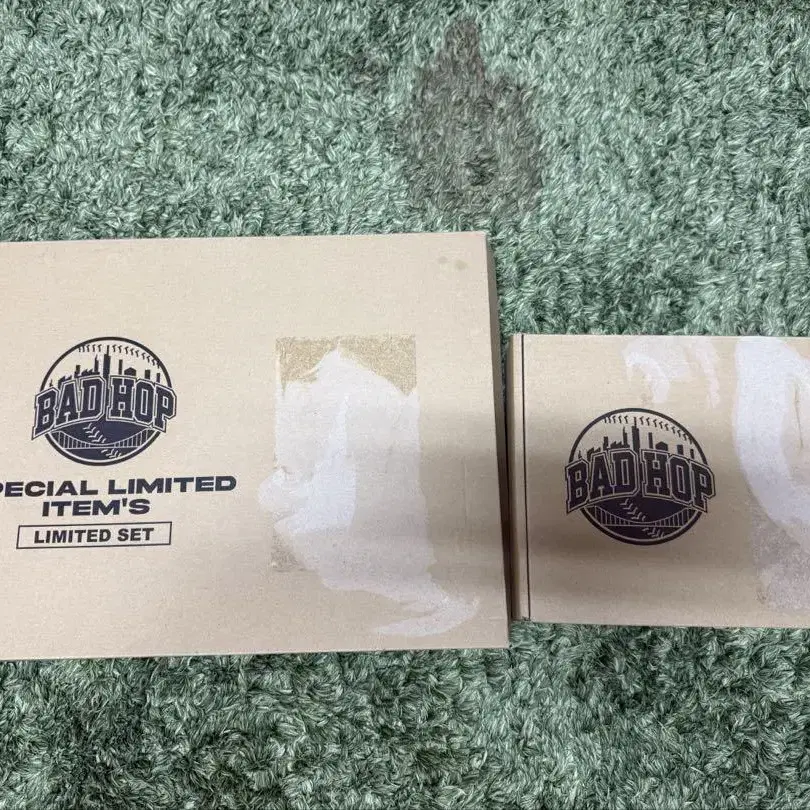 BAD HOP
PECIAL LIMITED
ITEM'S
LIMITED SET
BAD HOP